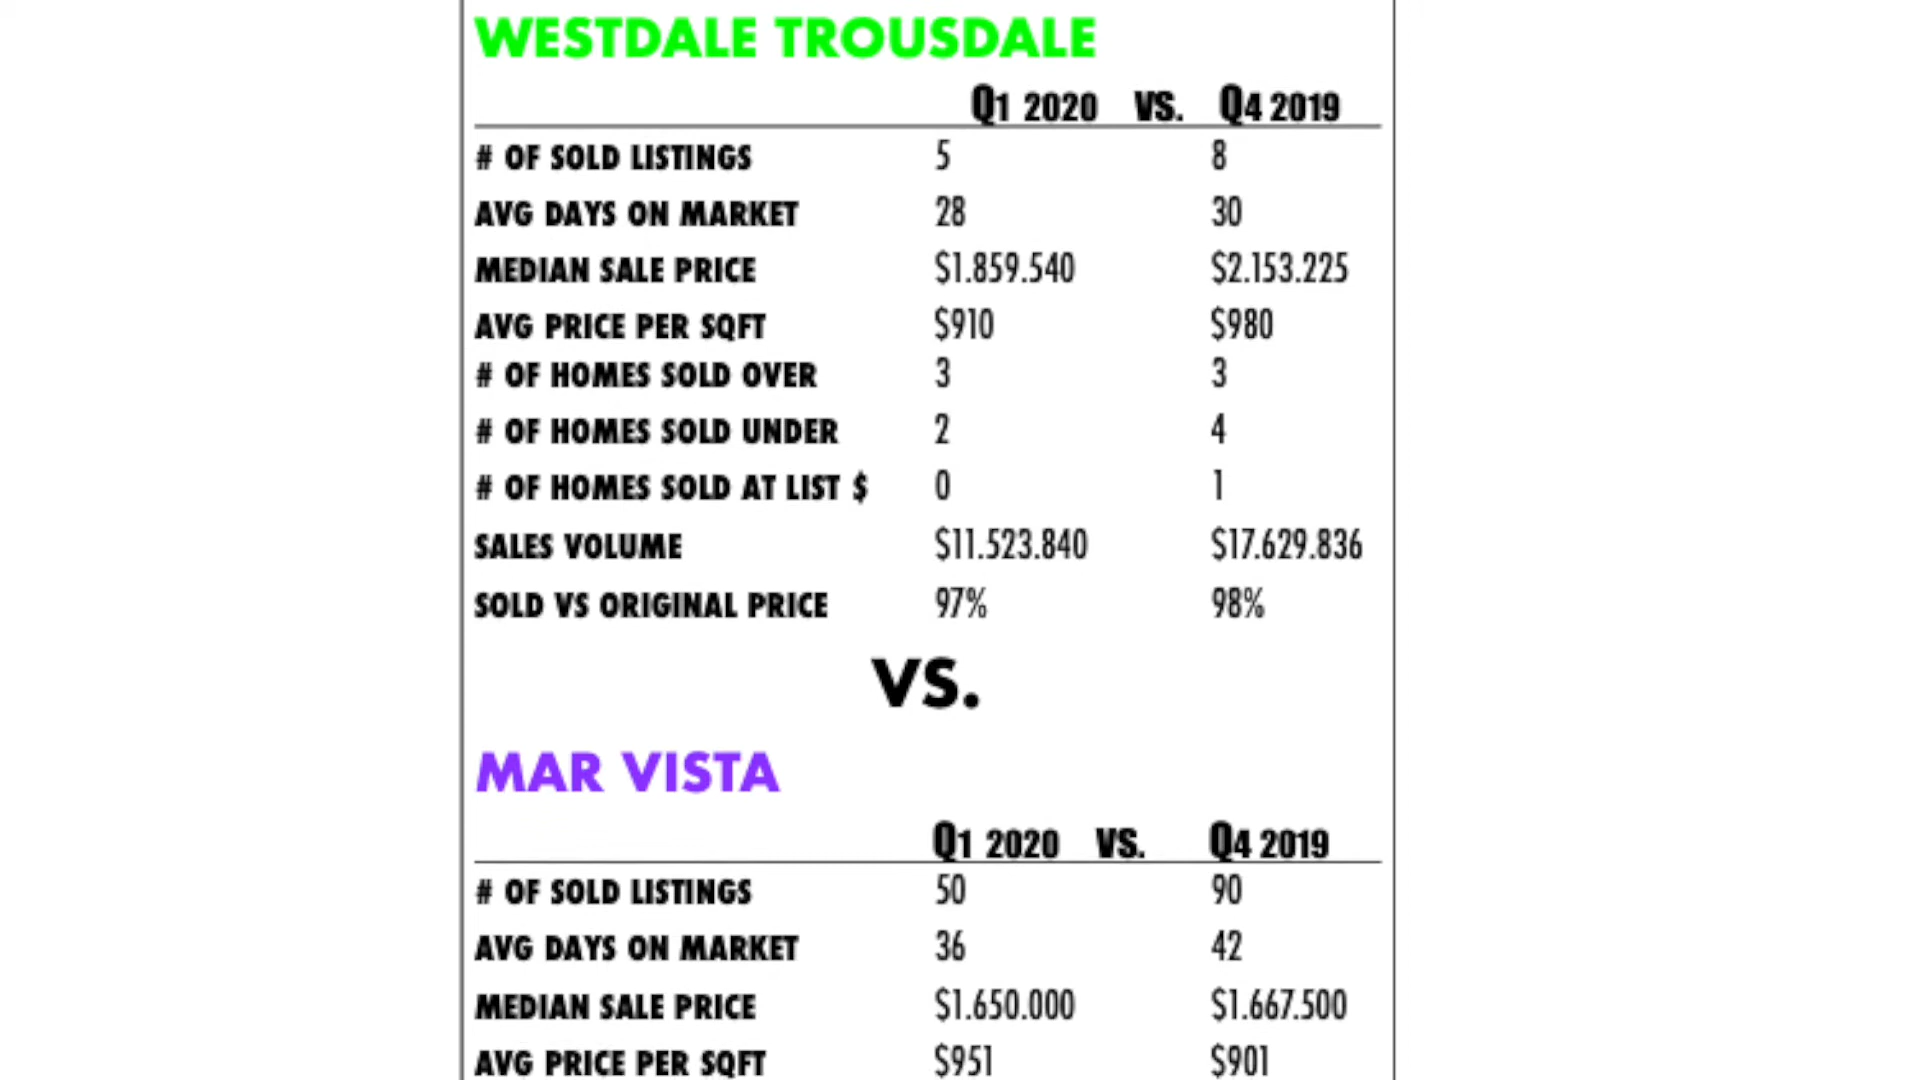 WESTDALE TROUSDALE
Q1 2020 VS. Q4 2019
# OF SOLD LISTINGS 5 8
AVG DAYS ON MARKET 28 30
MEDIAN SALE PRICE $1.859.540 $2.153.225
AVG PRICE PER SQFT $910 $980
# OF HOMES SOLD OVER 3 3
# OF HOMES SOLD UNDER 2 4
# OF HOMES SOLD AT LIST $ 0 1
SALES VOLUME $11.523.840 $17.629.836
SOLD VS ORIGINAL PRICE 97% 98%
VS.
MAR VISTA
Q1 2020 VS. Q4 2019
# OF SOLD LISTINGS 50 90
AVG DAYS ON MARKET 36 42
MEDIAN SALE PRICE $1.650.000 $1.667.500
AVG PRICE PER SQFT $951 $901